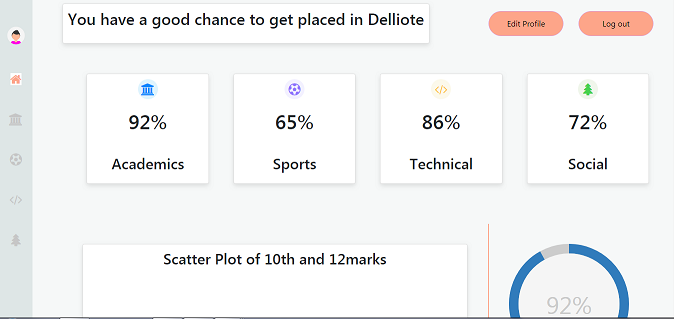 You have a good chance to get placed in Delliote
Edit Profile
Log out
92%
65%
86%
72%
Academics
Sports
Technical
Social
Scatter Plot of 10th and 12marks
92%